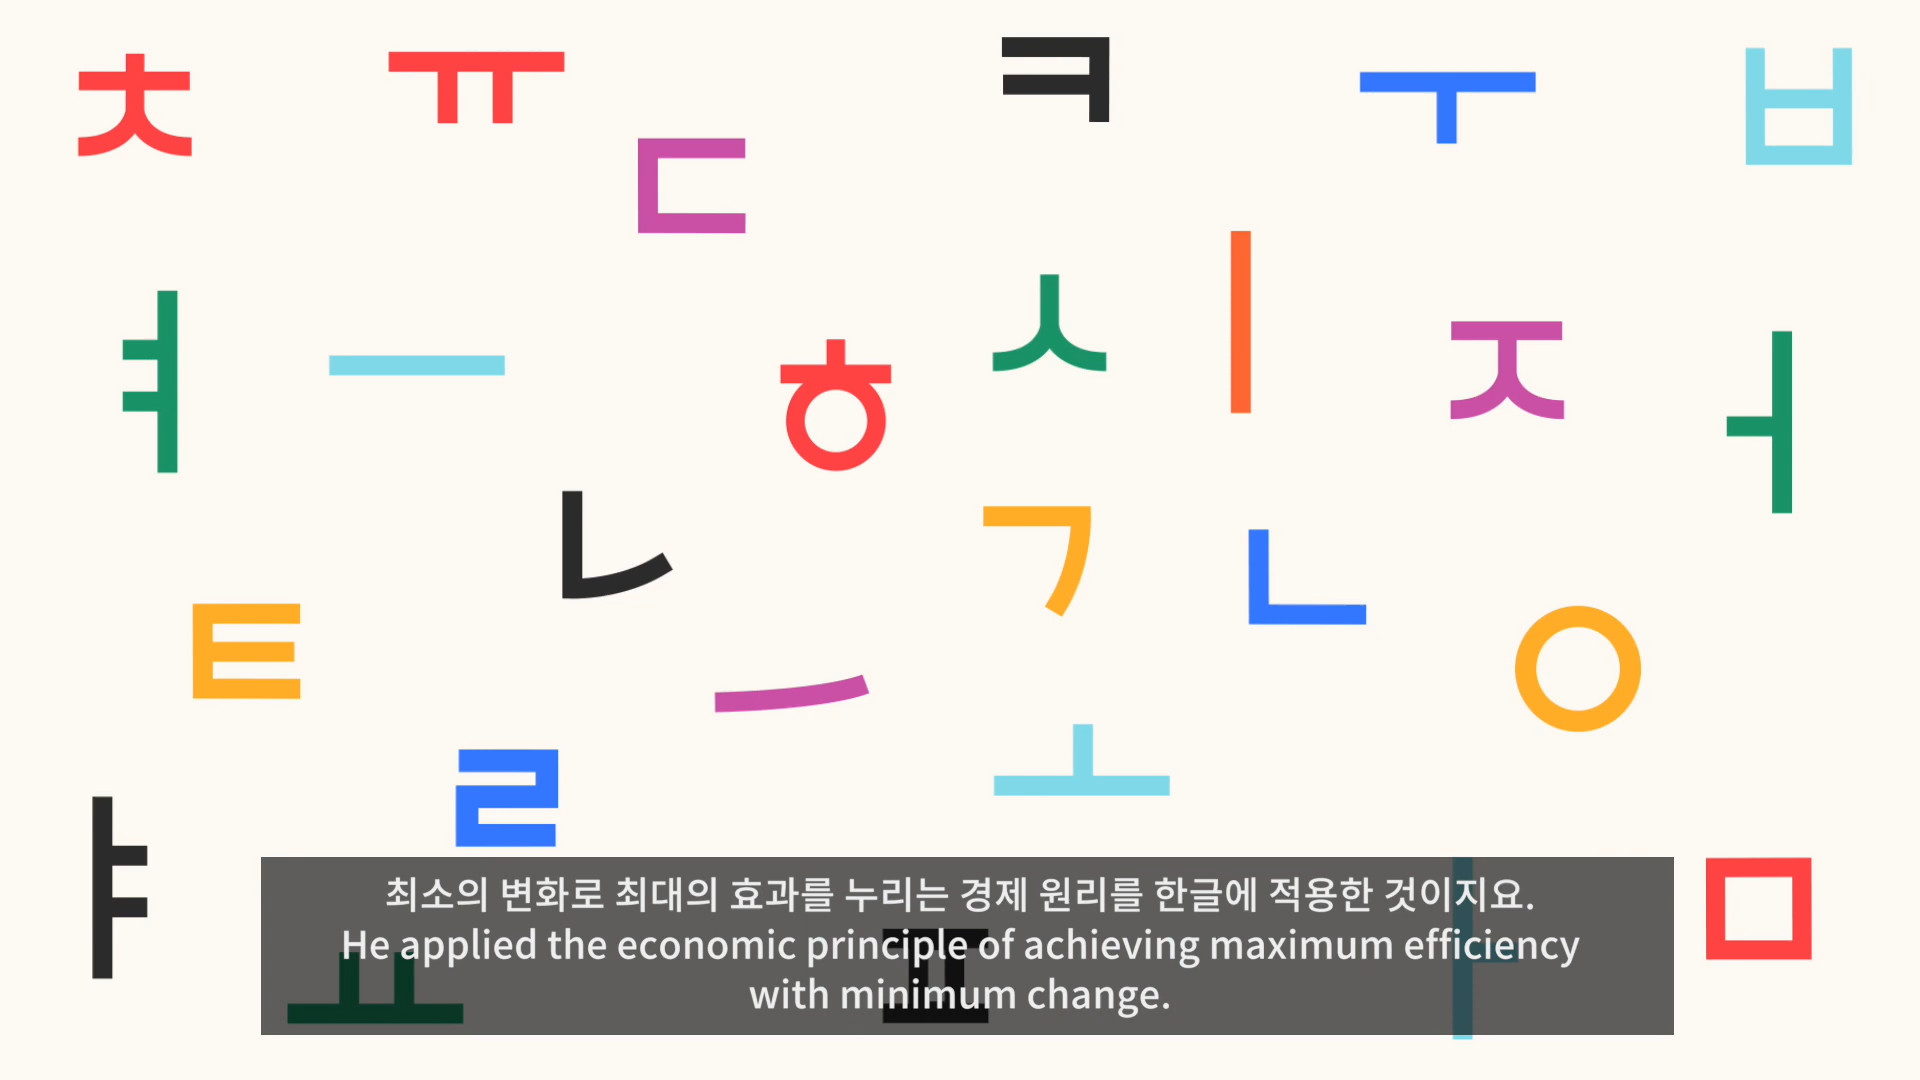 ㅊ ㅠ ㅋ ㅜ ㅂ
ㄷ
ㅕ ㅡ ㅎ ㅅ ㅣ ㅈ ㅓ
ㄴ ㄱ ㄴ
ㅌ ㅡ ㅇ
ㄹ ㅗ
ㅑ ㅛ ㅍ ㅏ ㅁ
최소의 변화로 최대의 효과를 누리는 경제 원리를 한글에 적용한 것이지요.
He applied the economic principle of achieving maximum efficiency
with minimum change.